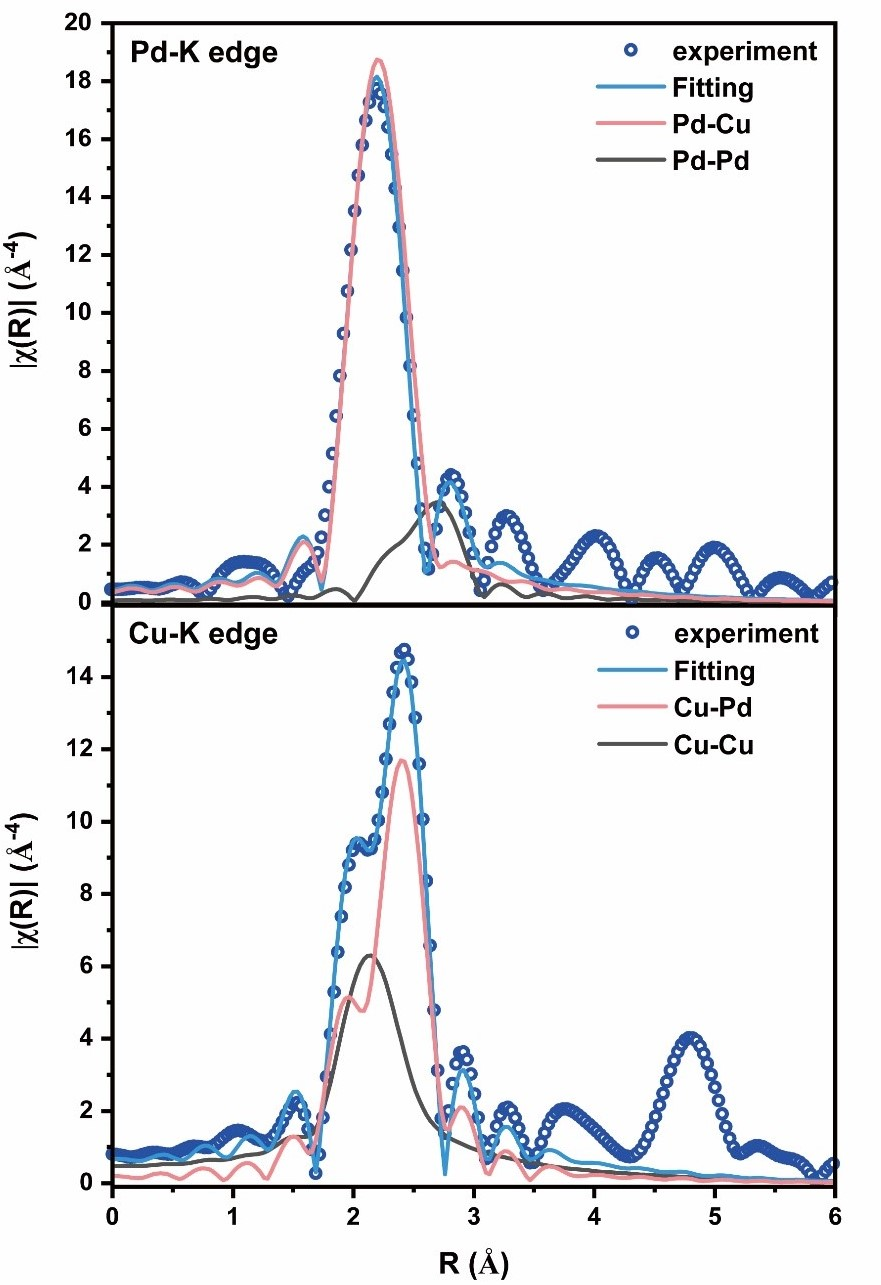 Pd-K edge
experiment
Fitting
Pd-Cu
Pd-Pd
20
18
16
14
12
10
8
6
4
2
0
|χ(R)| (Å-4)
Cu-K edge
experiment
Fitting
Cu-Pd
Cu-Cu
14
12
10
8
6
4
2
0
|χ(R)| (Å-4)
0 1 2 3 4 5 6
R (Å)